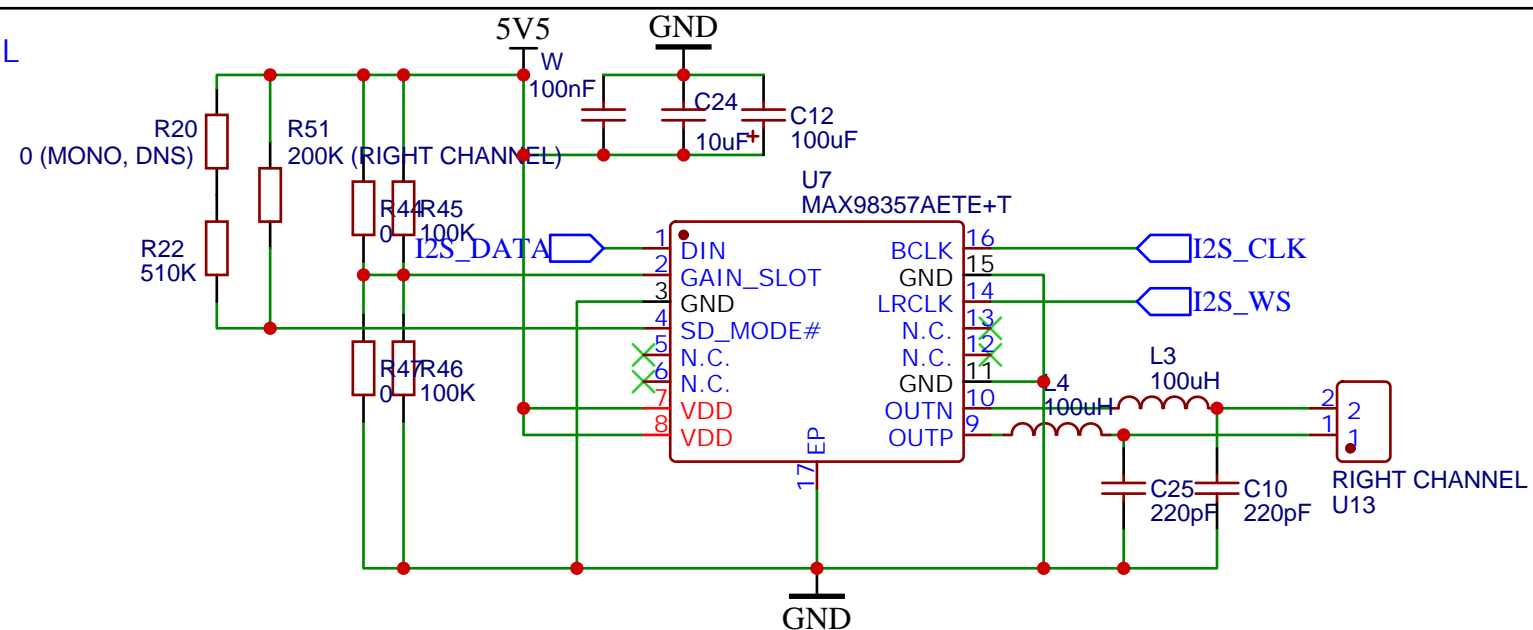 L
5V5
GND
W
100nF
C24
10uF
+
C12
100uF
R20
0 (MONO, DNS)
R51
200K (RIGHT CHANNEL)
R22
510K
R44
0
R45
100K
R47
0
R46
100K
I2S_DATA
U7
MAX98357AETE+T
1
DIN
2
GAIN_SLOT
3
GND
4
SD_MODE#
5
N.C.
6
N.C.
7
VDD
8
VDD
17
EP
16
BCLK
15
GND
14
LRCLK
13
N.C.
12
N.C.
11
GND
10
OUTN
9
OUTP
I2S_CLK
I2S_WS
L3
100uH
L4
100uH
2
2
1
1
C25
220pF
C10
220pF
RIGHT CHANNEL
U13
GND